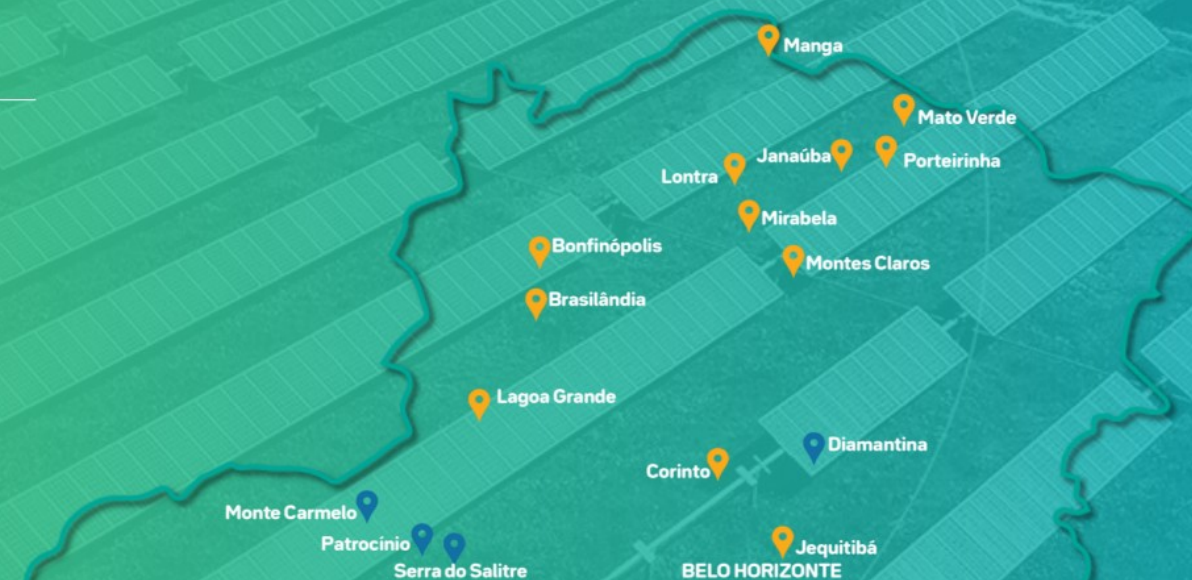 Manga
Mato Verde
Janaúba
Porteirinha
Lontra
Mirabela
Bonfinópolis
Montes Claros
Brasilândia
Lagoa Grande
Diamantina
Corinto
Monte Carmelo
Patrocínio
Jequitibá
Serra do Salitre
BELO HORIZONTE